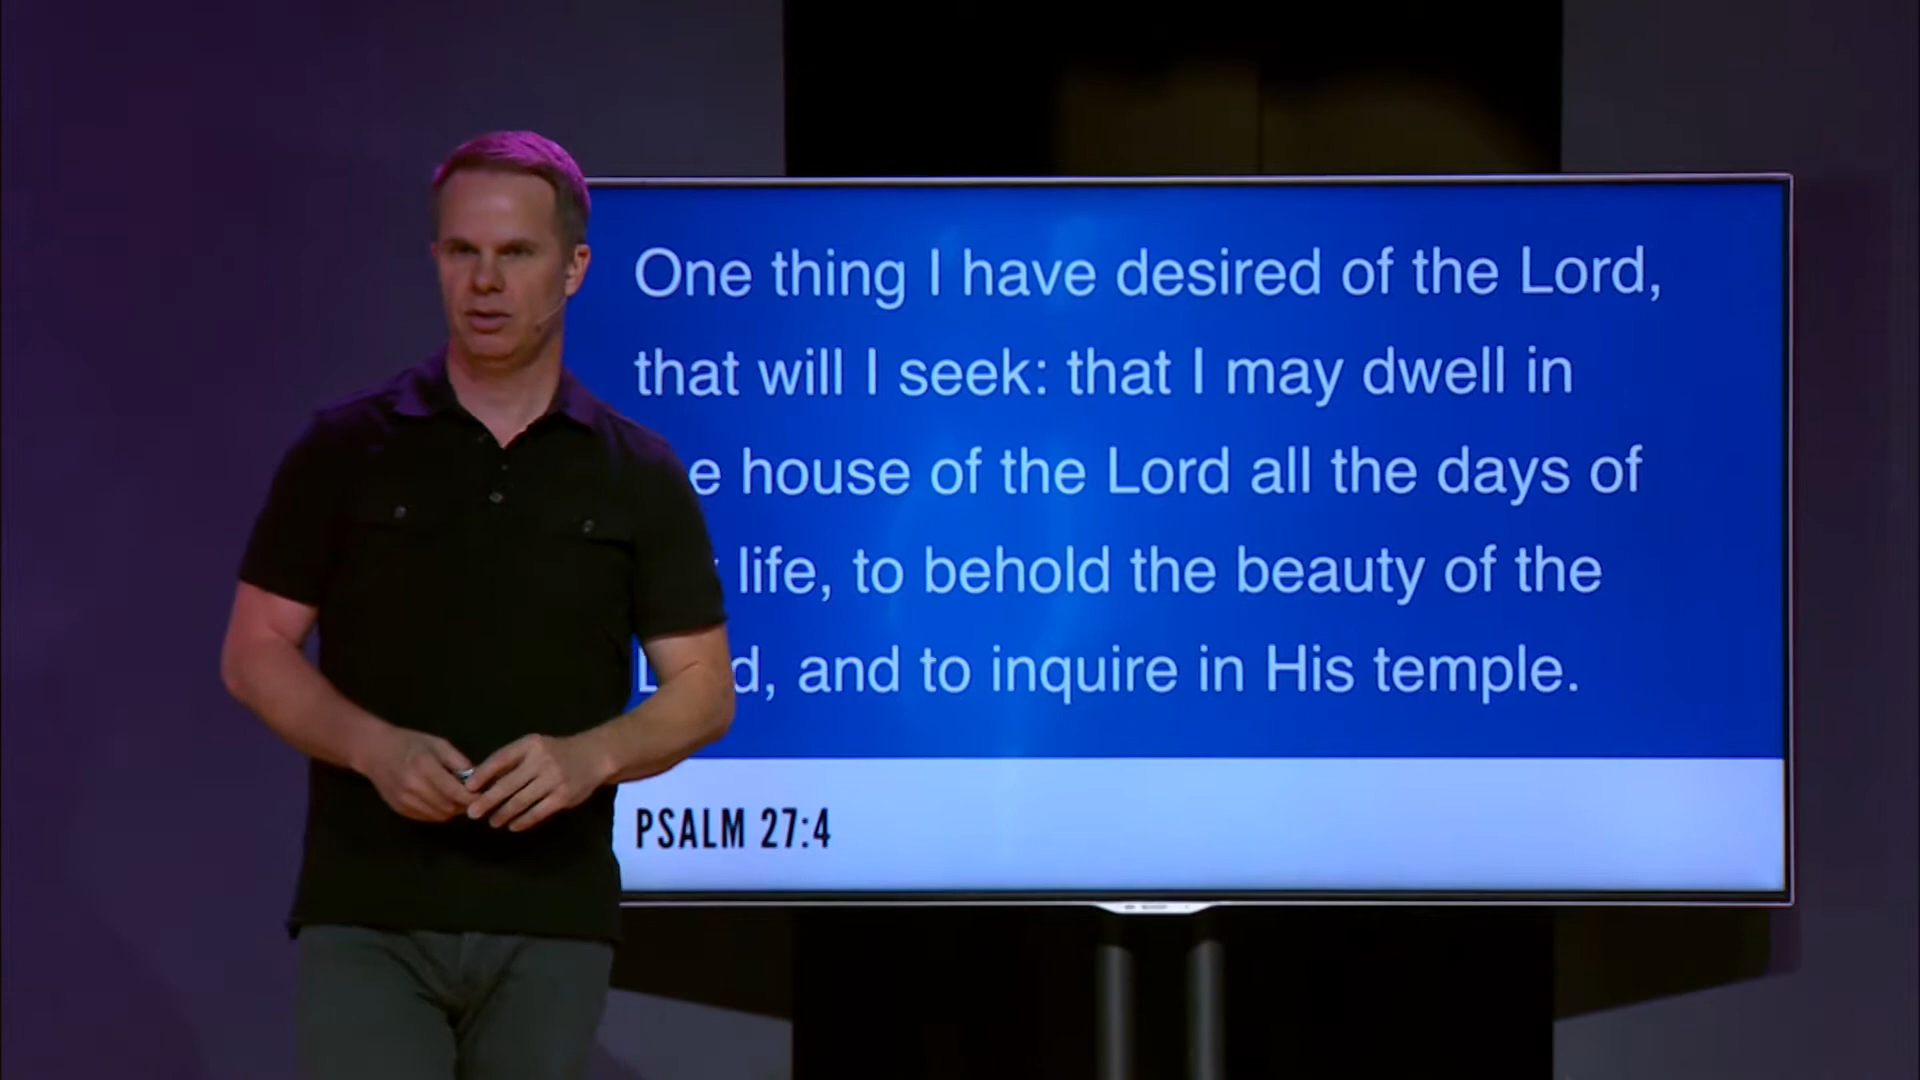 One thing I have desired of the Lord,
that will I seek: that I may dwell in
house of the Lord all the days of
life, to behold the beauty of the
and to inquire in His temple.
PSALM 27:4